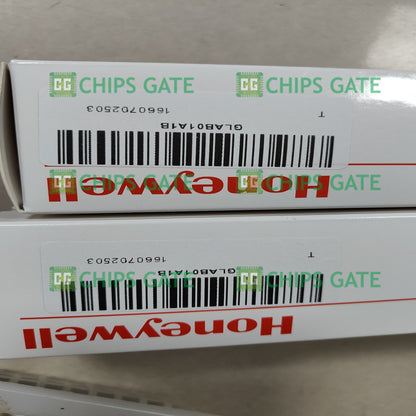 CHIPS GATE CHIPS GATE
1660702503
T
GLAB01A1B
CHIPS GATE CHIPS GATE
Honeywell
1660702503
T
GLAB01A1B
CHIPS GATE CHIPS GATE
Honeywell